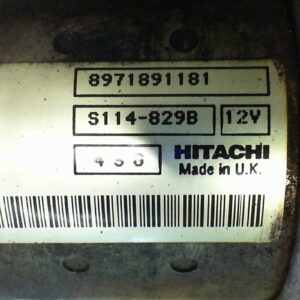 8971891181
S114-829B 12V
HITACHI
Made in U.K.